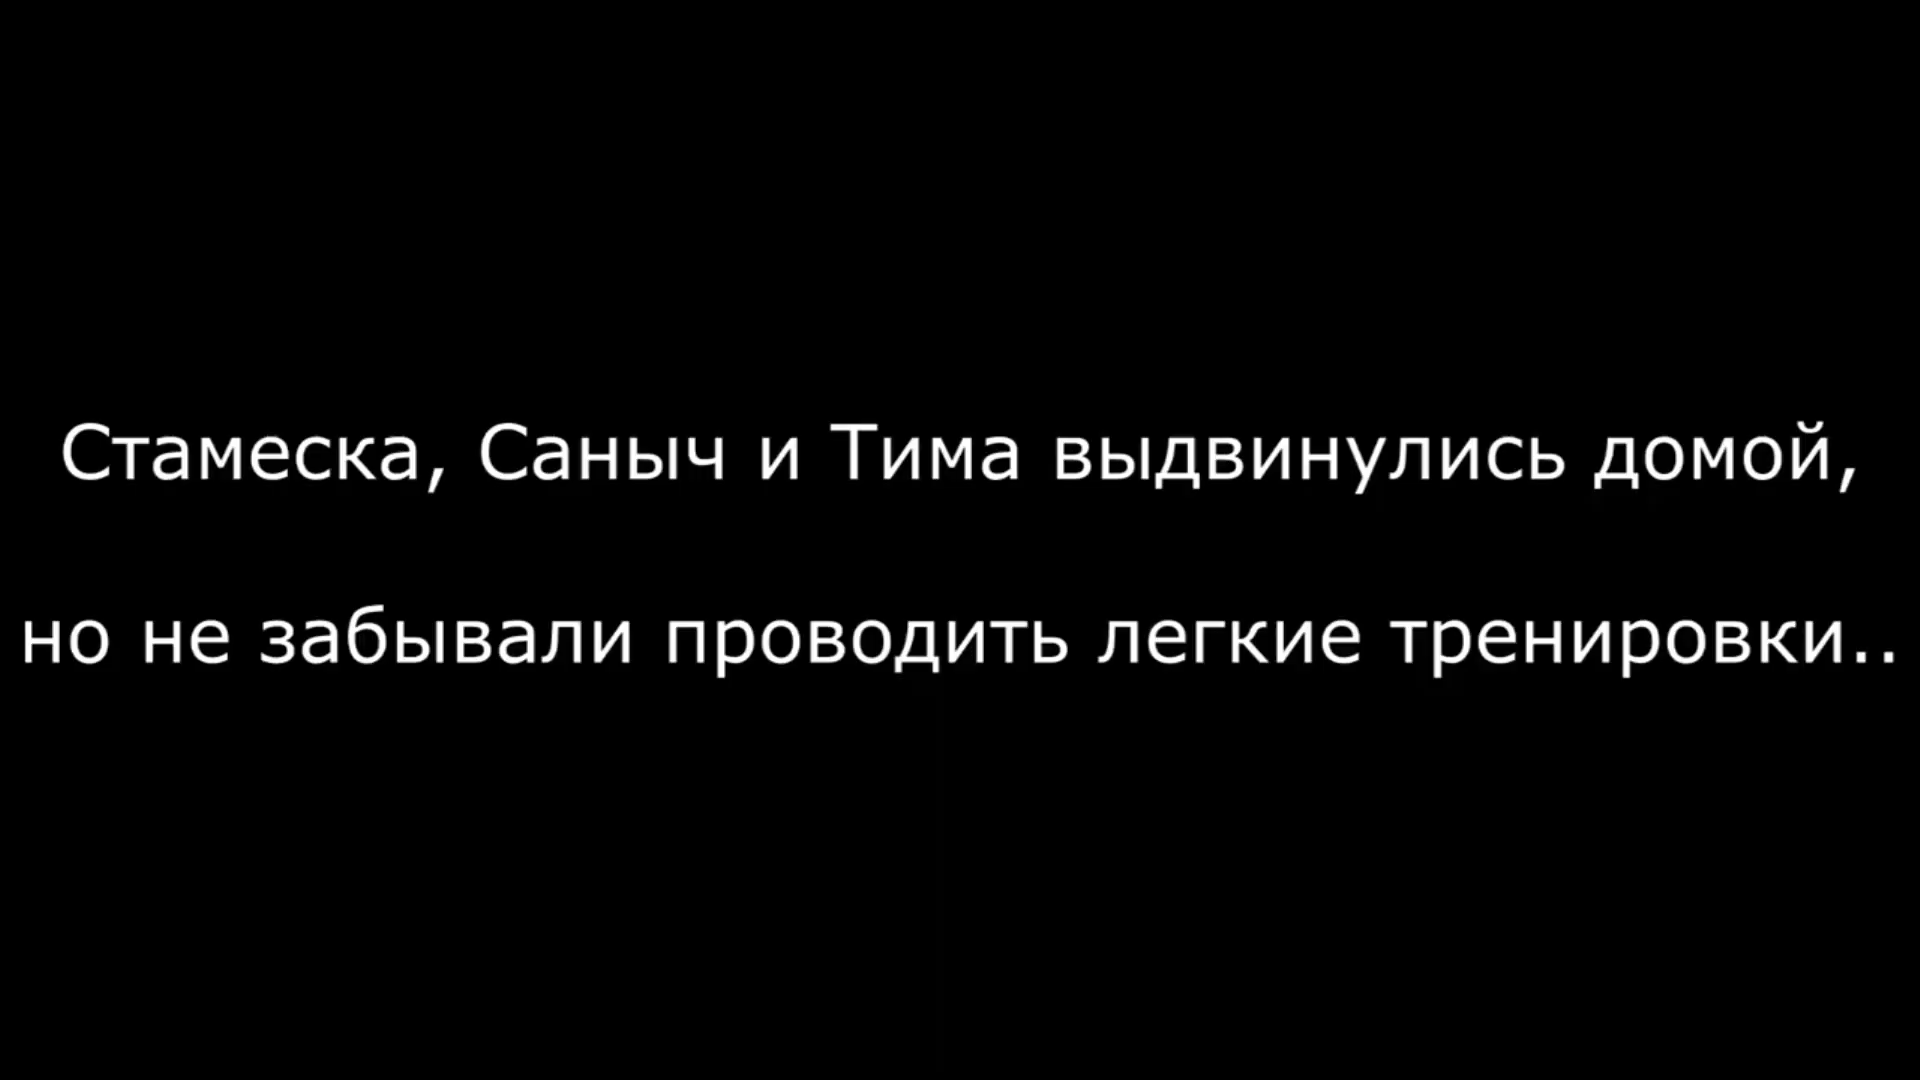 Стамеска, Саныч и Тима выдвинулись домой,
но не забывали проводить легкие тренировки..